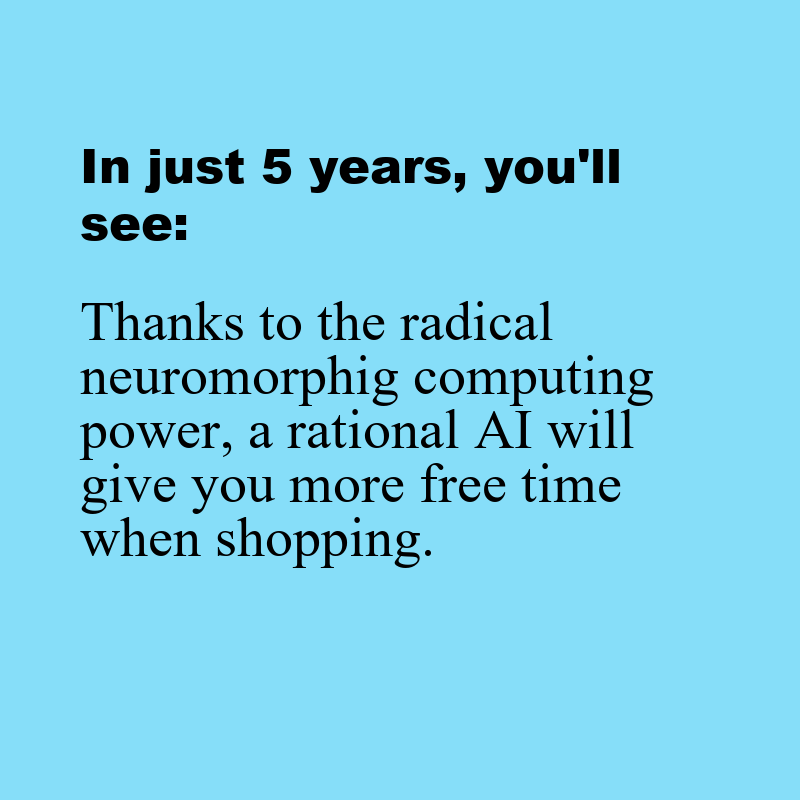 In just 5 years, you'll
see:
Thanks to the radical
neuromorphig computing
power, a rational AI will
give you more free time
when shopping.